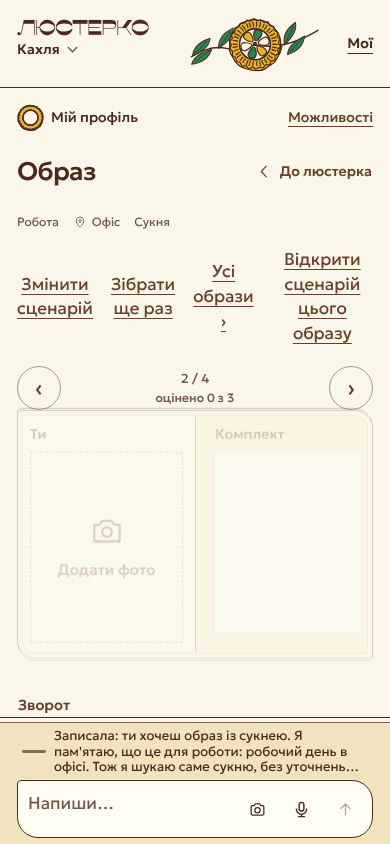 ЛЮСТЕРКО
Кахля
Мої
Мій профіль
Можливості
Образ
До люстерка
Робота Офіс Сукня
Змінити сценарій
Зібрати ще раз
Усі образи ›
Відкрити сценарій цього образу
‹ 2 / 4 ›
оцінено 0 з 3
Ти
Комплект
Додати фото
Зворот
Записала: ти хочеш образ із сукнею. Я
пам'ятаю, що це для роботи: робочий день в
офісі. Тож я шукаю саме сукню, без уточнень…
Напиши…